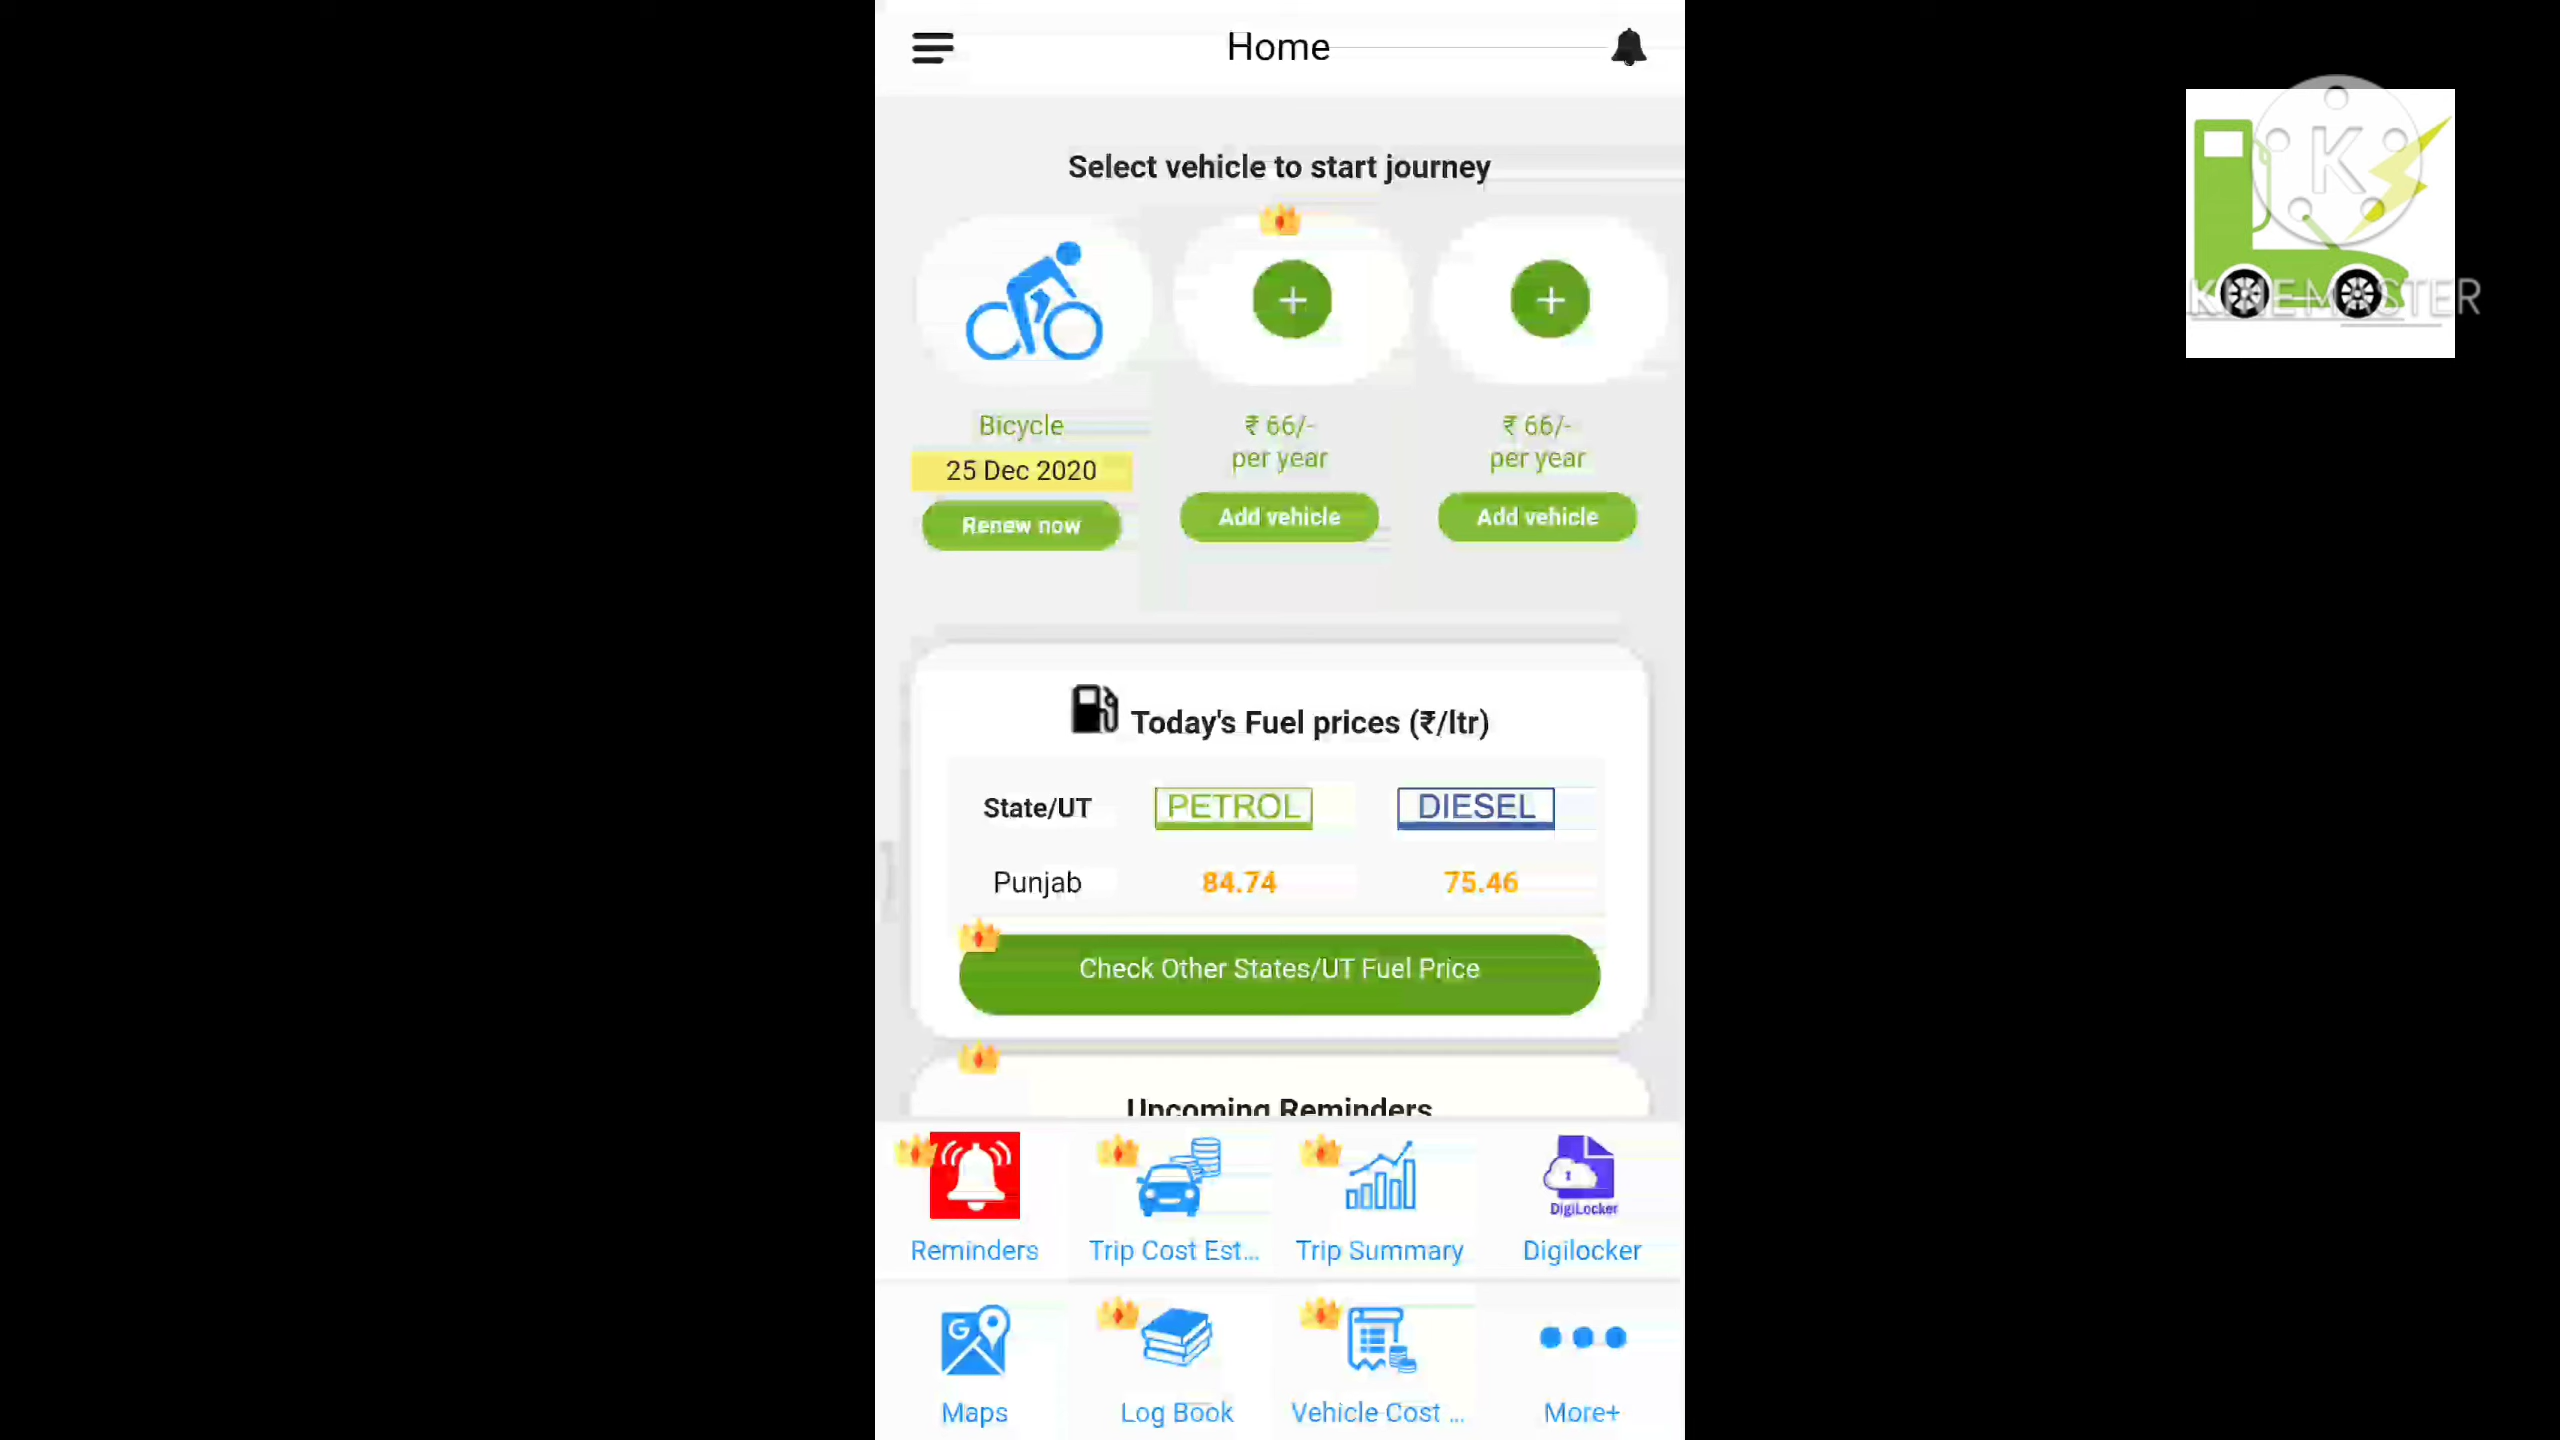 Home
Select vehicle to start journey
Bicycle
25 Dec 2020
Renew now
₹ 66/-
per year
Add vehicle
₹ 66/-
per year
Add vehicle
Today's Fuel prices (₹/ltr)
State/UT PETROL DIESEL
Punjab 84.74 75.46
Check Other States/UT Fuel Price
Upcoming Reminders
DigiLocker
Reminders Trip Cost Est... Trip Summary Digilocker
G
Maps Log Book Vehicle Cost ... More+
K
KINEMASTER